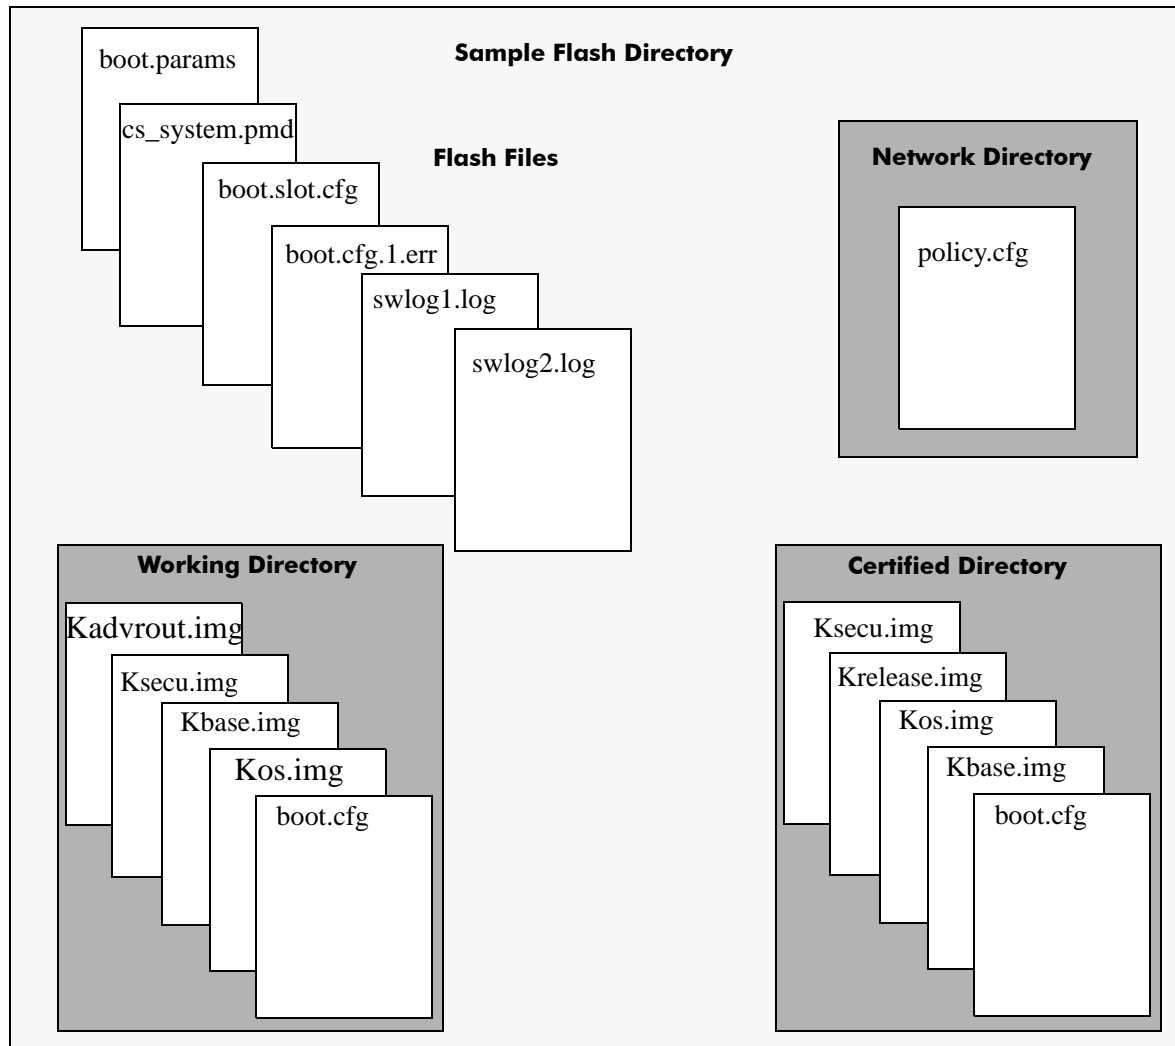 Sample Flash Directory
boot.params
cs_system.pmd
Flash Files
boot.slot.cfg
boot.cfg.1.err
swlog1.log
swlog2.log
Network Directory
policy.cfg
Working Directory
Kadvrout.img
Ksecu.img
Kbase.img
Kos.img
boot.cfg
Certified Directory
Ksecu.img
Krelease.img
Kos.img
Kbase.img
boot.cfg